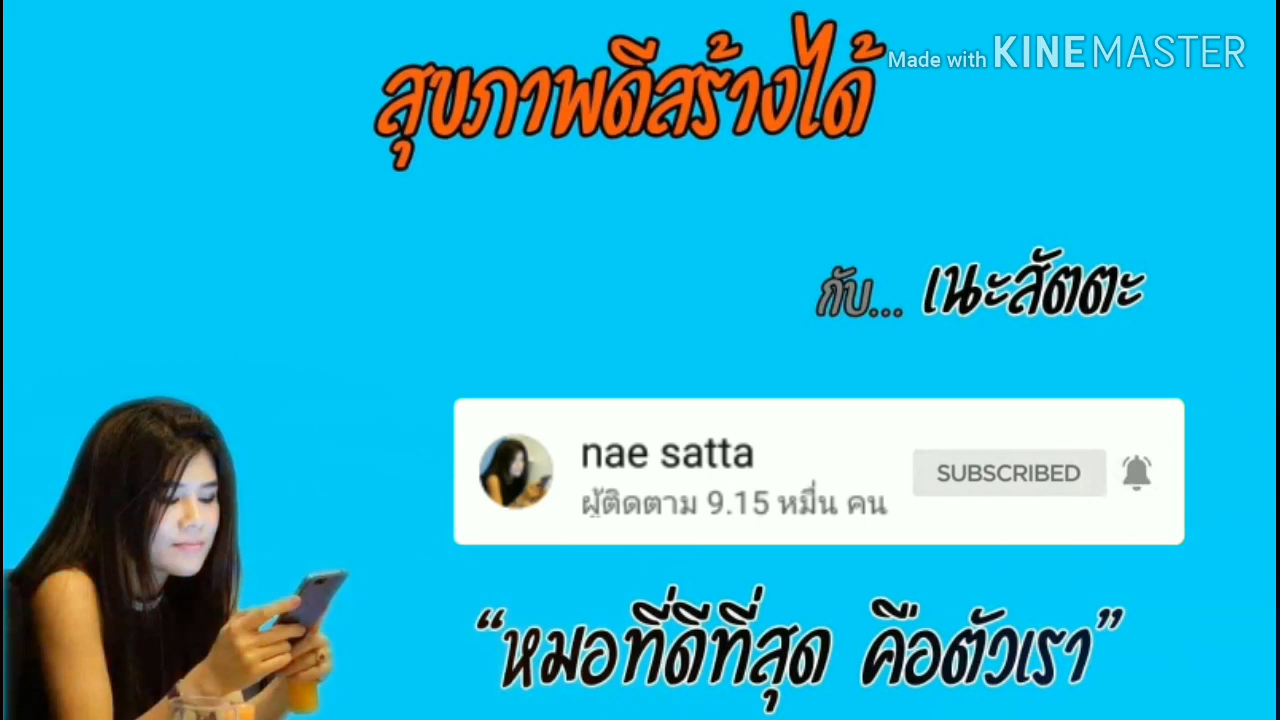 Made with KINEMASTER
สุขภาพดีสร้างได้
กับ... เนะสัตตะ
nae satta
ผู้ติดตาม 9.15 หมื่น คน
SUBSCRIBED
“หมอที่ดีที่สุด คือตัวเรา”